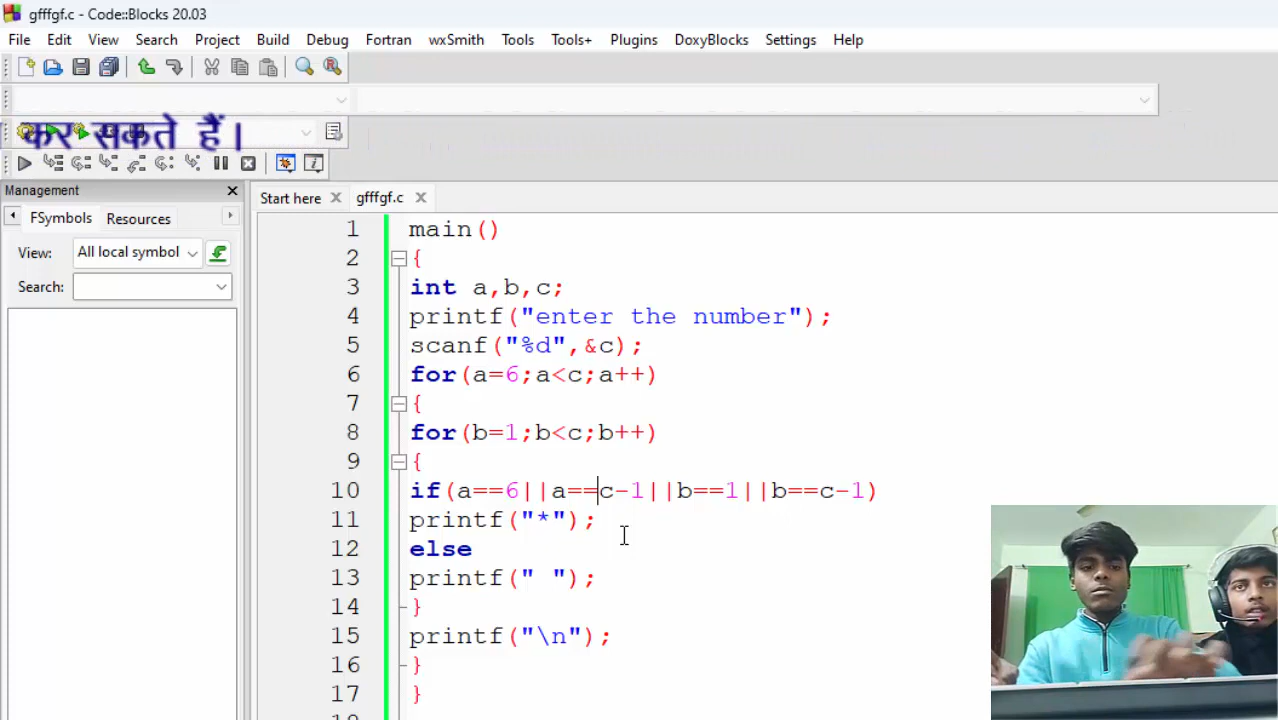 gfffgf.c - Code::Blocks 20.03
File Edit View Search Project Build Debug Fortran wxSmith Tools Tools+ Plugins DoxyBlocks Settings Help
कर सकते हैं।
Management
Start here gfffgf.c
FSymbols Resources
View: All local symbol
Search:
1 main()
2 {
3 int a,b,c;
4 printf("enter the number");
5 scanf("%d",&c);
6 for(a=6;a<c;a++)
7 {
8 for(b=1;b<c;b++)
9 {
10 if(a==6||a==c-1||b==1||b==c-1)
11 printf("*");
12 else
13 printf(" ");
14 }
15 printf("\n");
16 }
17 }